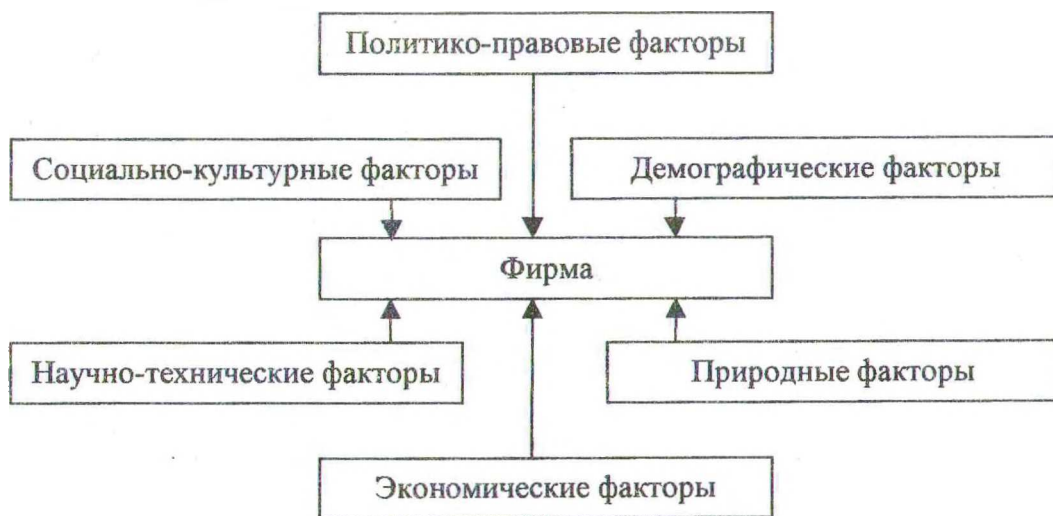 Политико-правовые факторы
Социально-культурные факторы
Демографические факторы
Фирма
Научно-технические факторы
Природные факторы
Экономические факторы